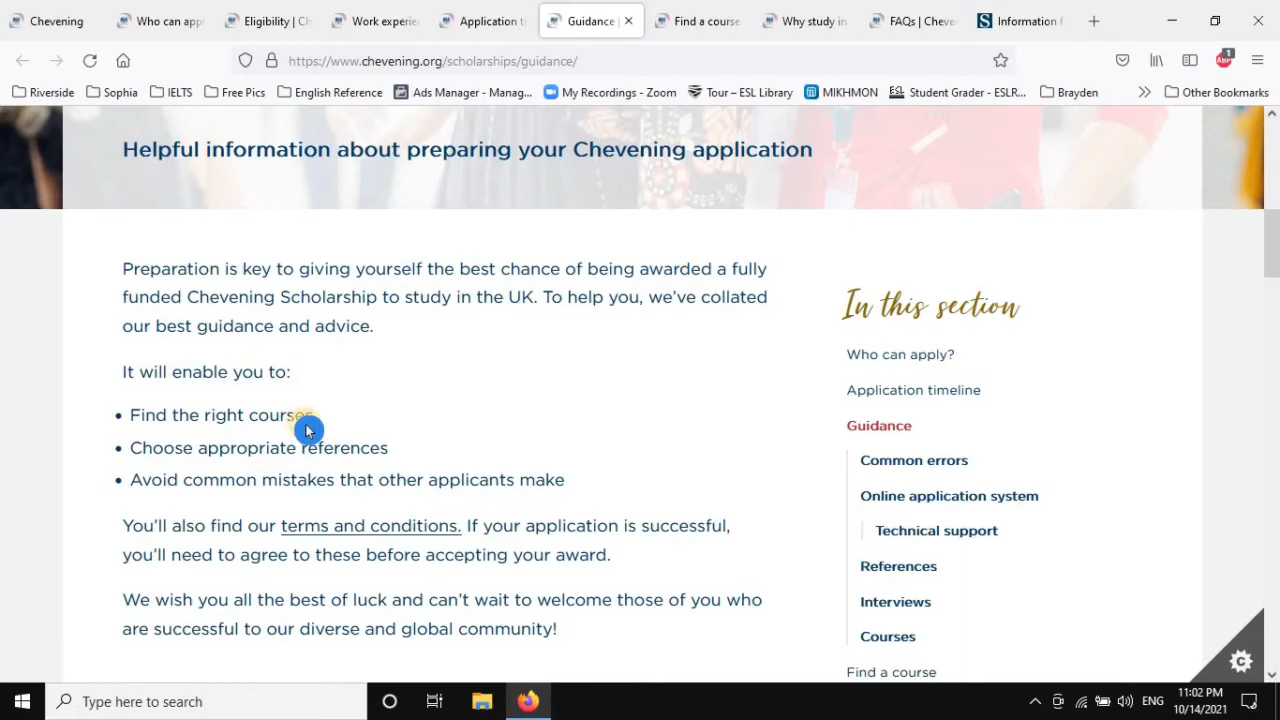 Chevening
Who can app
Eligibility | C
Work experie
Application ti
Guidance |
Find a course
Why study in
FAQs | Cheve
Information f
https://www.chevening.org/scholarships/guidance/
1
ABP
Riverside
Sophia
IELTS
Free Pics
English Reference
Ads Manager - Manag...
My Recordings - Zoom
Tour – ESL Library
MIKHMON
Student Grader - ESLR...
Brayden
Other Bookmarks
Helpful information about preparing your Chevening application
Preparation is key to giving yourself the best chance of being awarded a fully
funded Chevening Scholarship to study in the UK. To help you, we've collated
our best guidance and advice.
It will enable you to:
• Find the right courses
• Choose appropriate references
• Avoid common mistakes that other applicants make
You'll also find our terms and conditions. If your application is successful,
you'll need to agree to these before accepting your award.
We wish you all the best of luck and can't wait to welcome those of you who
are successful to our diverse and global community!
In this section
Who can apply?
Application timeline
Guidance
Common errors
Online application system
Technical support
References
Interviews
Courses
Find a course
Type here to search
ENG
11:02 PM
10/14/2021